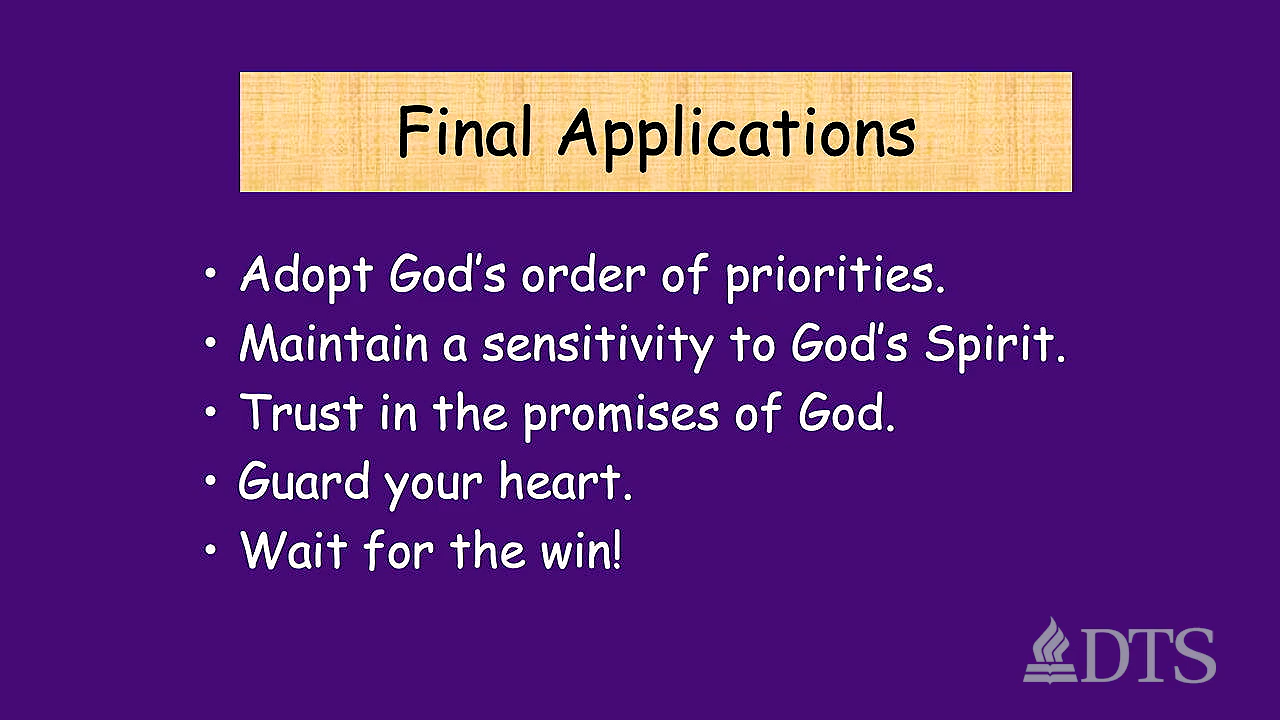 Final Applications
• Adopt God's order of priorities.
• Maintain a sensitivity to God's Spirit.
• Trust in the promises of God.
• Guard your heart.
• Wait for the win!
DTS